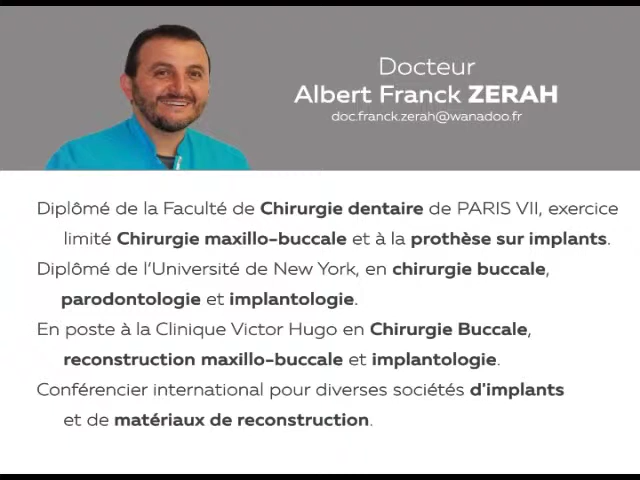 Docteur
Albert Franck ZERAH
doc.franck.zerah@wanadoo.fr
Diplômé de la Faculté de Chirurgie dentaire de PARIS VII, exercice
limité Chirurgie maxillo-buccale et à la prothèse sur implants.
Diplômé de l’Université de New York, en chirurgie buccale,
parodontologie et implantologie.
En poste à la Clinique Victor Hugo en Chirurgie Buccale,
reconstruction maxillo-buccale et implantologie.
Conférencier international pour diverses sociétés d'implants
et de matériaux de reconstruction.